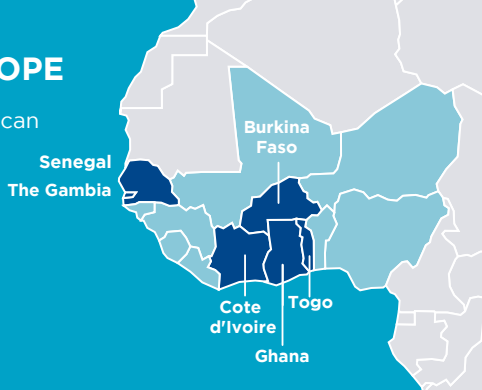 OPE
can
Burkina
Faso
Senegal
The Gambia
Cote
d'Ivoire
Togo
Ghana